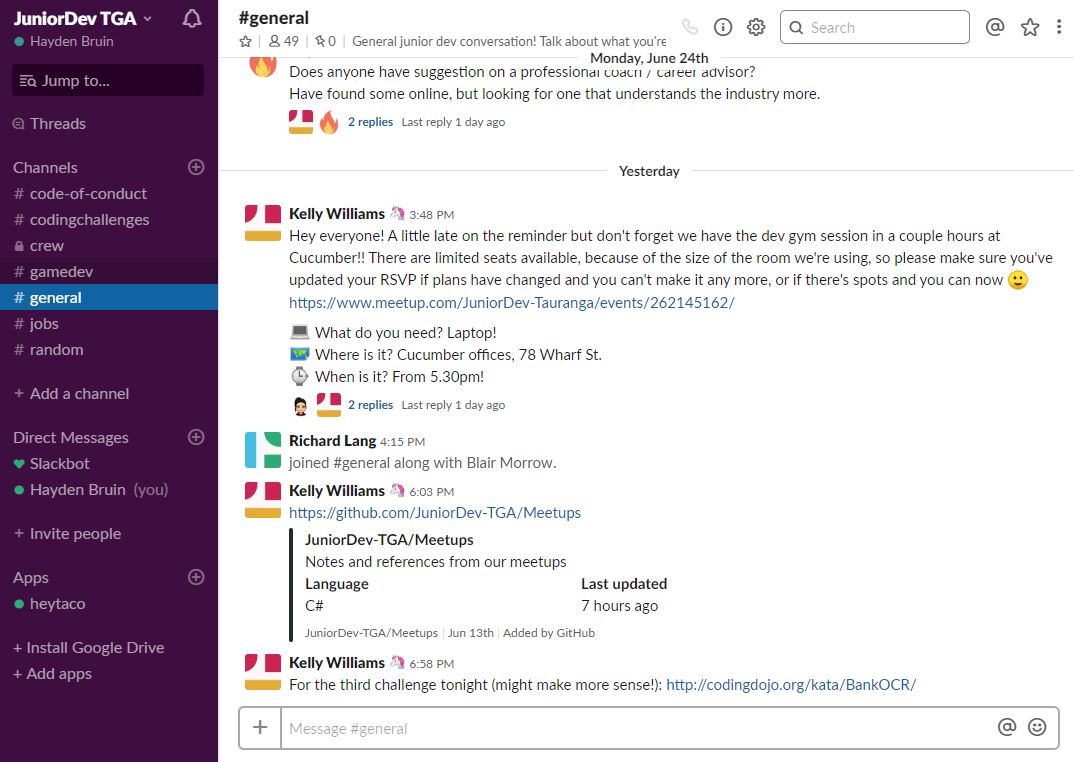 JuniorDev TGA
Hayden Bruin
Jump to...
Threads
Channels
# code-of-conduct
# codingchallenges
crew
# gamedev
# general
# jobs
# random
+ Add a channel
Direct Messages
Slackbot
Hayden Bruin (you)
+ Invite people
Apps
heytaco
+ Install Google Drive
+ Add apps
#general
49 | 0 | General junior dev conversation! Talk about what you're
Search
@
Monday, June 24th
Does anyone have suggestion on a professional coach / career advisor?
Have found some online, but looking for one that understands the industry more.
2 replies Last reply 1 day ago
Yesterday
Kelly Williams 3:48 PM
Hey everyone! A little late on the reminder but don't forget we have the dev gym session in a couple hours at
Cucumber!! There are limited seats available, because of the size of the room we're using, so please make sure you've
updated your RSVP if plans have changed and you can't make it any more, or if there's spots and you can now
https://www.meetup.com/JuniorDev-Tauranga/events/262145162/
What do you need? Laptop!
Where is it? Cucumber offices, 78 Wharf St.
When is it? From 5.30pm!
2 replies Last reply 1 day ago
Richard Lang 4:15 PM
joined #general along with Blair Morrow.
Kelly Williams 6:03 PM
https://github.com/JuniorDev-TGA/Meetups
JuniorDev-TGA/Meetups
Notes and references from our meetups
Language Last updated
C# 7 hours ago
JuniorDev-TGA/Meetups | Jun 13th | Added by GitHub
Kelly Williams 6:58 PM
For the third challenge tonight (might make more sense!): http://codingdojo.org/kata/BankOCR/
+ Message #general @